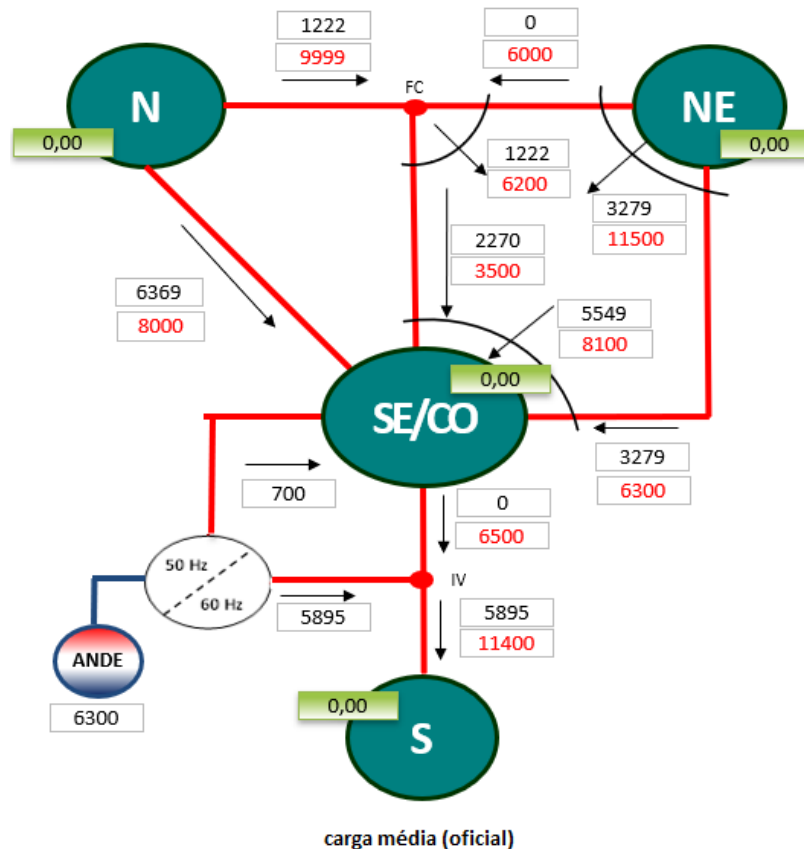 1222
9999
0
6000
FC
N
0,00
NE
0,00
1222
6200
3279
11500
2270
3500
6369
8000
5549
8100
0,00
SE/CO
3279
6300
700
0
6500
50 Hz
60 Hz
IV
5895
5895
11400
ANDE
6300
0,00
S
carga média (oficial)